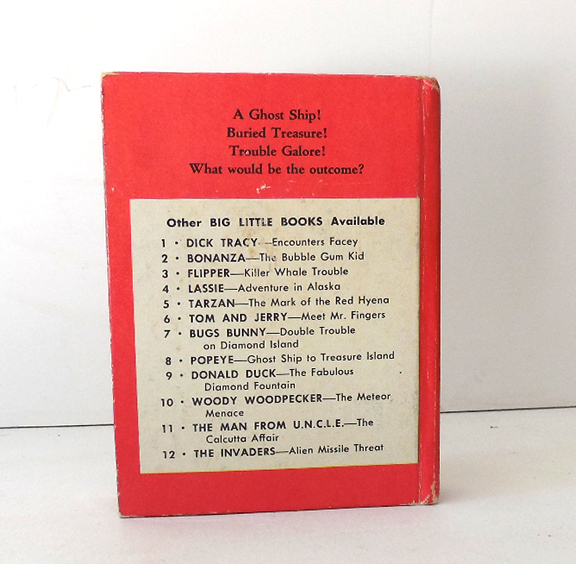 A Ghost Ship!
Buried Treasure!
Trouble Galore!
What would be the outcome?
Other BIG LITTLE BOOKS Available
1 • DICK TRACY—Encounters Facey
2 • BONANZA—The Bubble Gum Kid
3 • FLIPPER—Killer Whale Trouble
4 • LASSIE—Adventure in Alaska
5 • TARZAN—The Mark of the Red Hyena
6 • TOM AND JERRY—Meet Mr. Fingers
7 • BUGS BUNNY—Double Trouble
on Diamond Island
8 • POPEYE—Ghost Ship to Treasure Island
9 • DONALD DUCK—The Fabulous
Diamond Fountain
10 • WOODY WOODPECKER—The Meteor
Menace
11 • THE MAN FROM U.N.C.L.E.—The
Calcutta Affair
12 • THE INVADERS—Alien Missile Threat